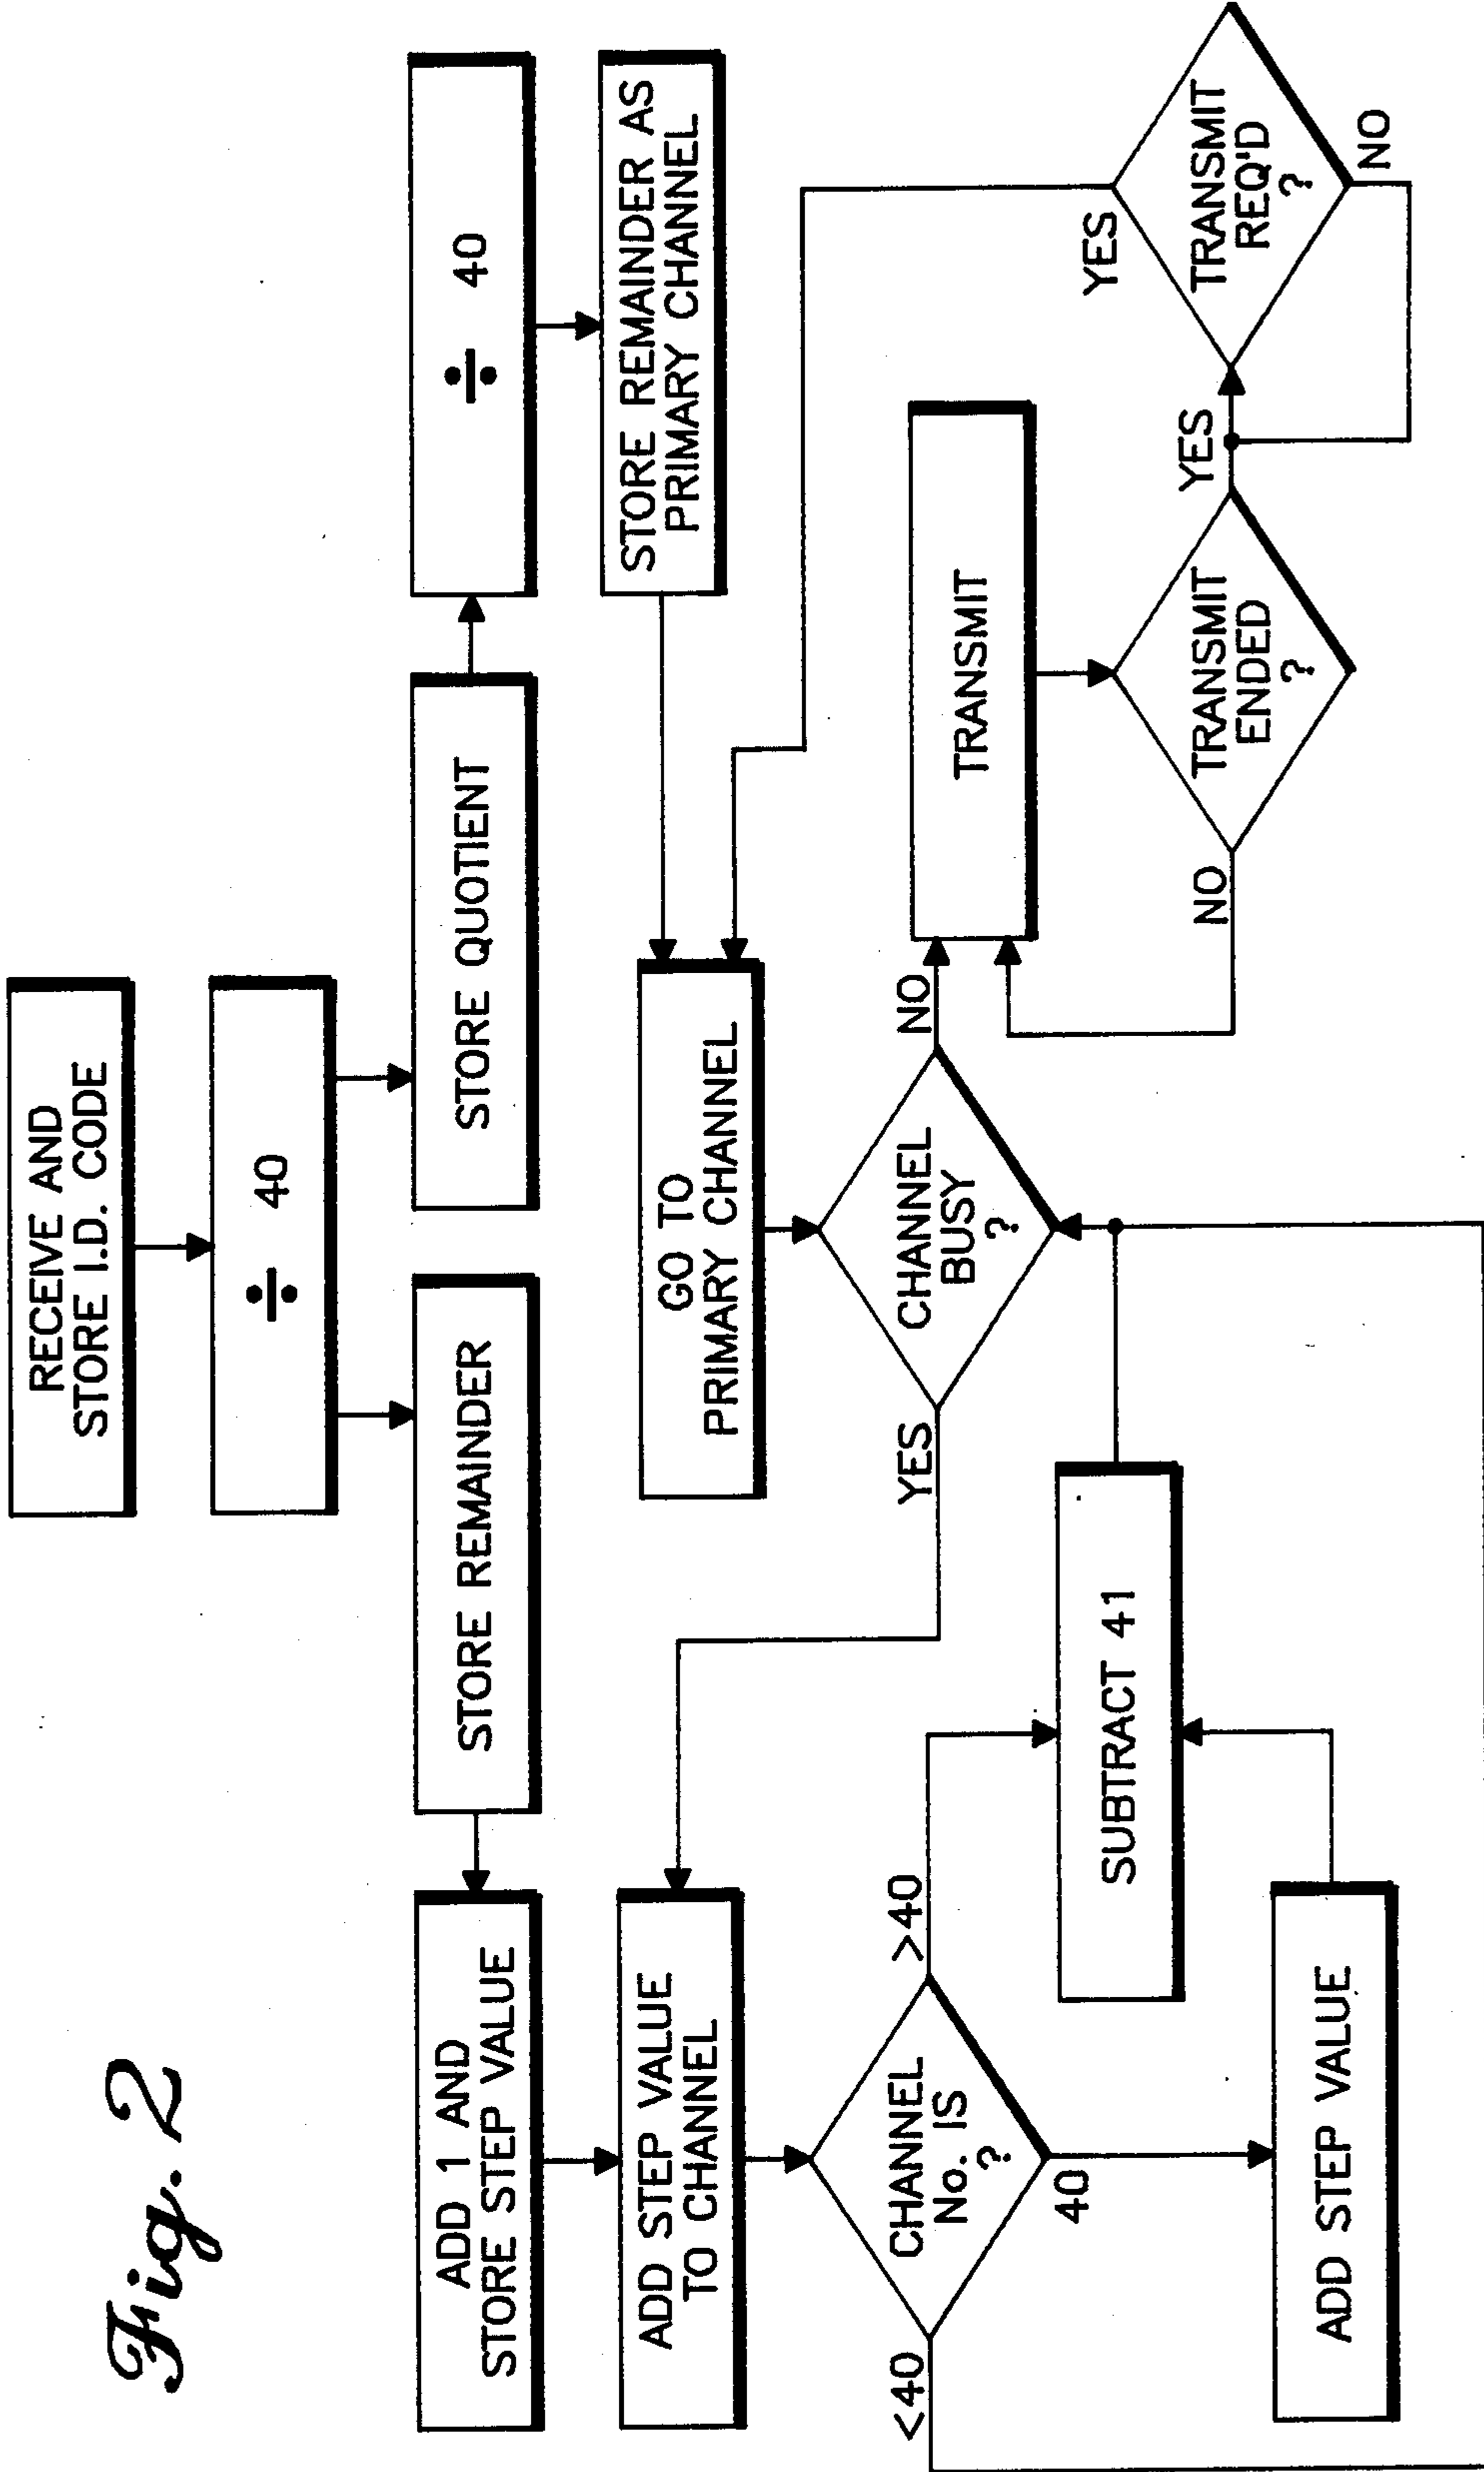 Fig. 2
RECEIVE AND
STORE I.D. CODE
÷ 40
STORE REMAINDER
STORE QUOTIENT
÷ 40
ADD 1 AND
STORE STEP VALUE
STORE REMAINDER AS
PRIMARY CHANNEL
ADD STEP VALUE
TO CHANNEL
GO TO
PRIMARY CHANNEL
CHANNEL
No. IS
?
<40
>40
40
SUBTRACT 41
ADD STEP VALUE
CHANNEL
BUSY
?
YES
NO
TRANSMIT
TRANSMIT
ENDED
?
NO
YES
TRANSMIT
REQ'D
?
YES
NO